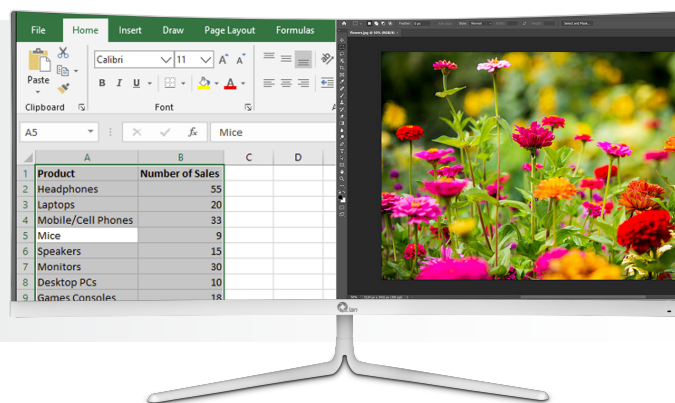 File Home Insert Draw Page Layout Formulas
Calibri 11 A A
Paste
B I U A
Clipboard Font
A5 fx Mice
A B C D
1 Product Number of Sales
2 Headphones 55
3 Laptops 20
4 Mobile/Cell Phones 33
5 Mice 9
6 Speakers 15
7 Monitors 30
8 Desktop PCs 10
9 Games Consoles 18